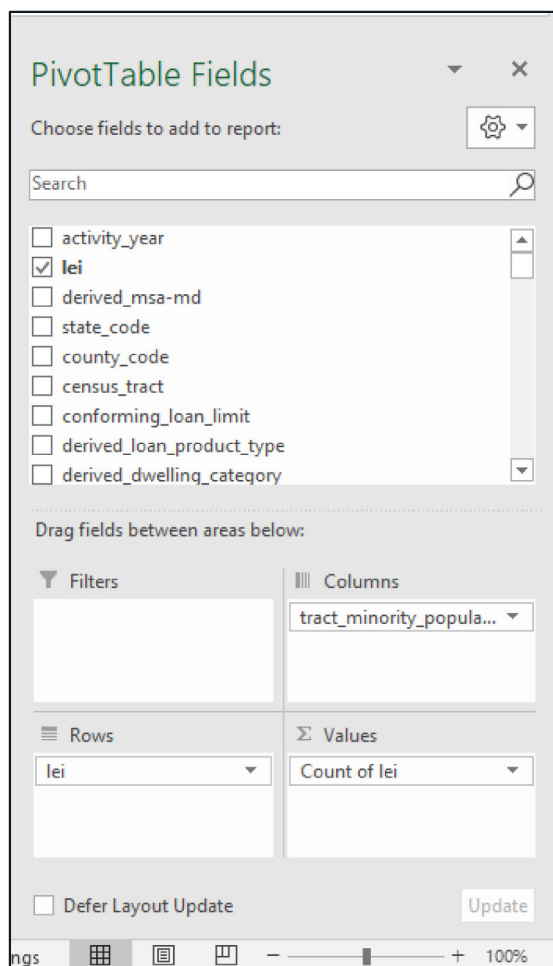 PivotTable Fields
Choose fields to add to report:
Search
activity_year
lei
derived_msa-md
state_code
county_code
census_tract
conforming_loan_limit
derived_loan_product_type
derived_dwelling_category
Drag fields between areas below:
Filters
Columns
tract_minority_popula...
Rows
Σ Values
lei
Count of lei
Defer Layout Update
Update
ngs
100%